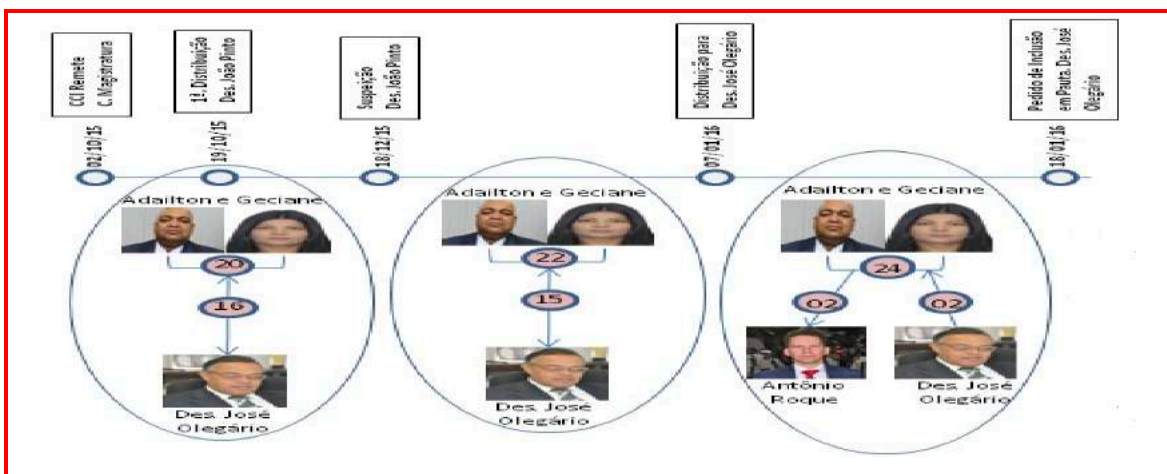 CCI Remete
C. Magistratura
02/10/15
1ª. Distribuição
Des. João Pinto
19/10/15
Suspeição
Des. João Pinto
18/12/15
Distribuição para
Des. José Olegário
07/01/16
Pedido de Inclusão
em Pauta. Des. José
Olegário
18/01/16
Adailton e Geciane
20
16
Des. José
Olegário
Adailton e Geciane
22
15
Des. José
Olegário
Adailton e Geciane
24
02
02
Antônio
Roque
Des. José
Olegário